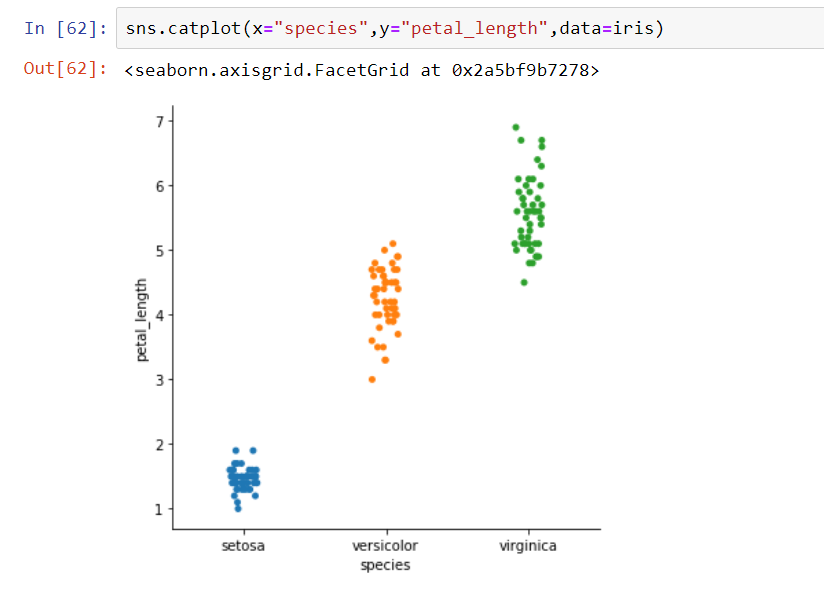 In [62]: sns.catplot(x="species",y="petal_length",data=iris)
Out[62]: <seaborn.axisgrid.FacetGrid at 0x2a5bf9b7278>
7
6
5
4
3
2
1
petal_length
setosa versicolor virginica
species